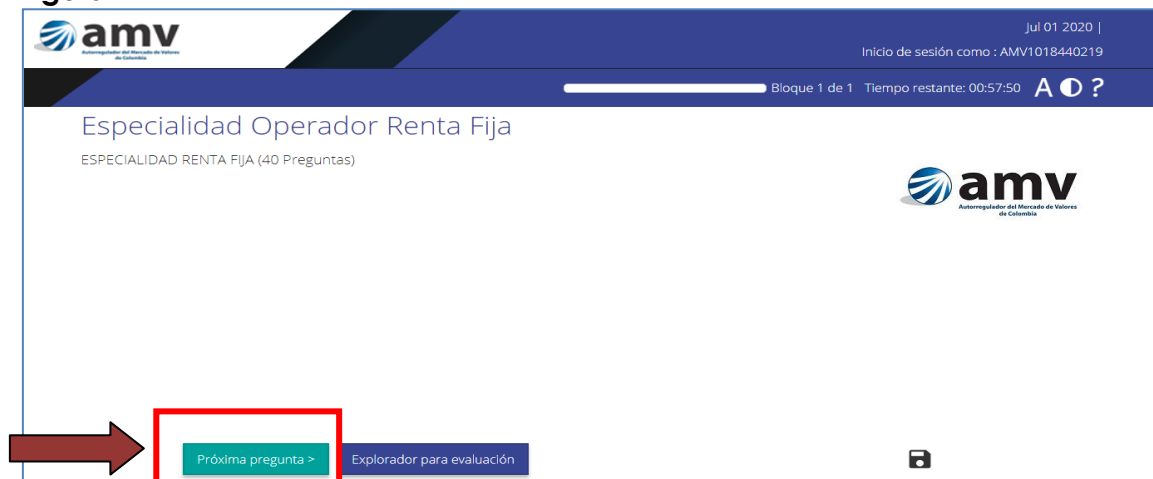 amv
Autorregulador del Mercado de Valores
de Colombia
Jul 01 2020 |
Inicio de sesión como : AMV1018440219
Bloque 1 de 1 Tiempo restante: 00:57:50 A ?
Especialidad Operador Renta Fija
ESPECIALIDAD RENTA FIJA (40 Preguntas)
amv
Autorregulador del Mercado de Valores
de Colombia
Próxima pregunta > Explorador para evaluación